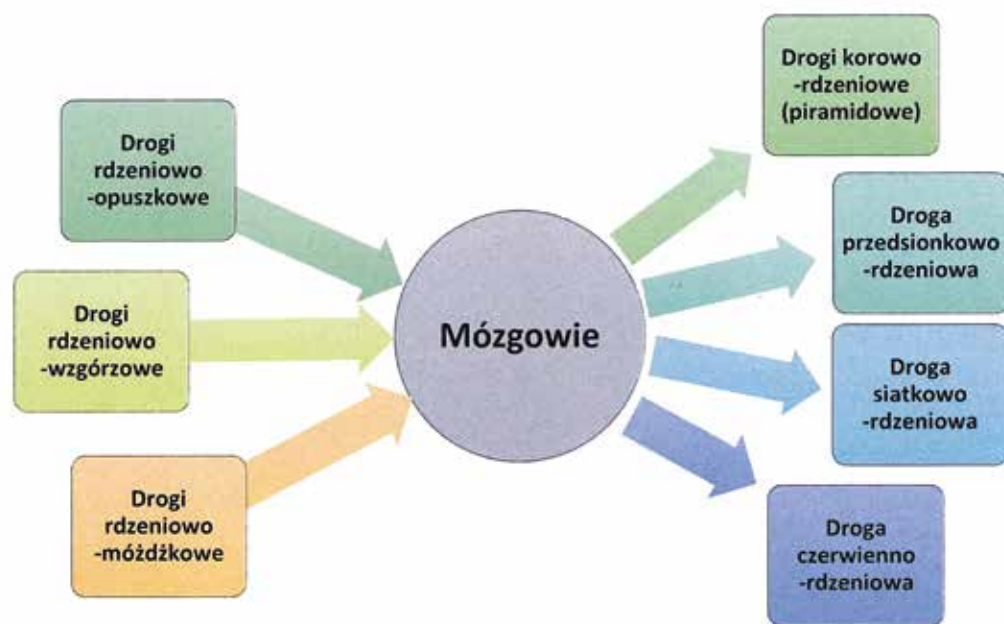 Drogi
rdzeniowo
-opuszkowe
Drogi
rdzeniowo
-wzgórzowe
Drogi
rdzeniowo
-móżdżkowe
Mózgowie
Drogi korowo
-rdzeniowe
(piramidowe)
Droga
przedsionkowo
-rdzeniowa
Droga
siatkowo
-rdzeniowa
Droga
czerwienno
-rdzeniowa